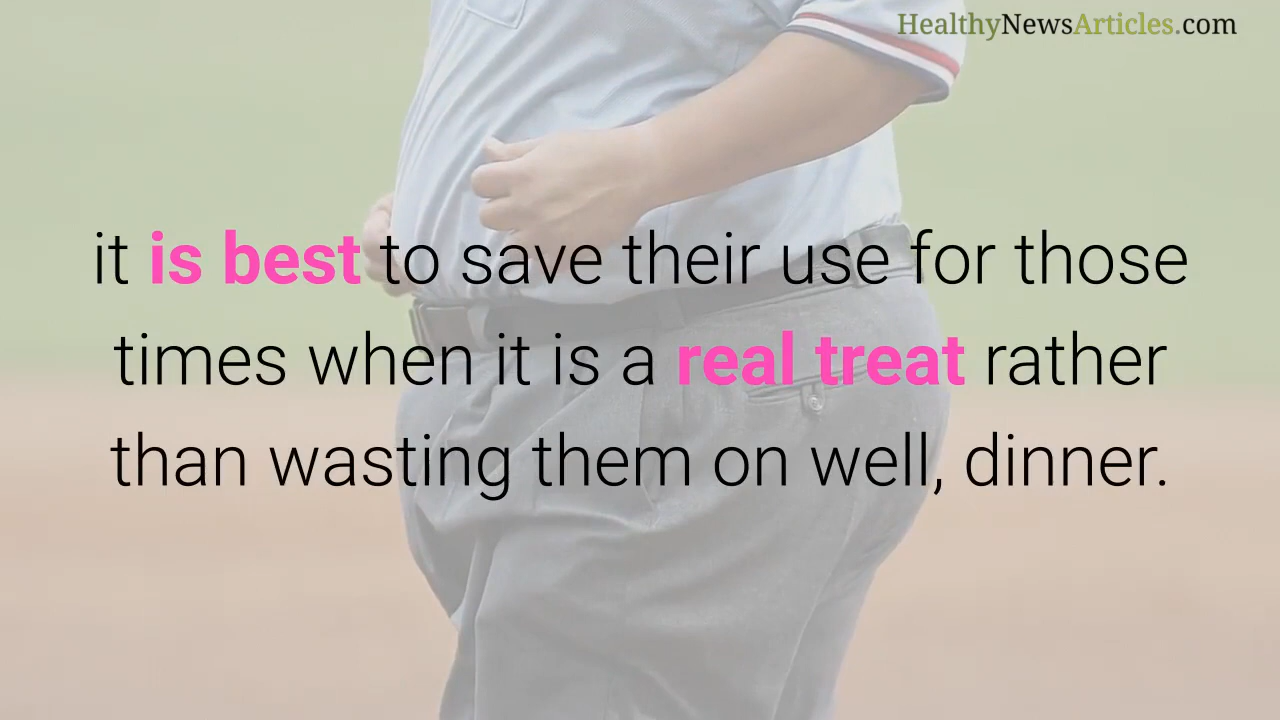 HealthyNewsArticles.com
it is best to save their use for those
times when it is a real treat rather
than wasting them on well, dinner.